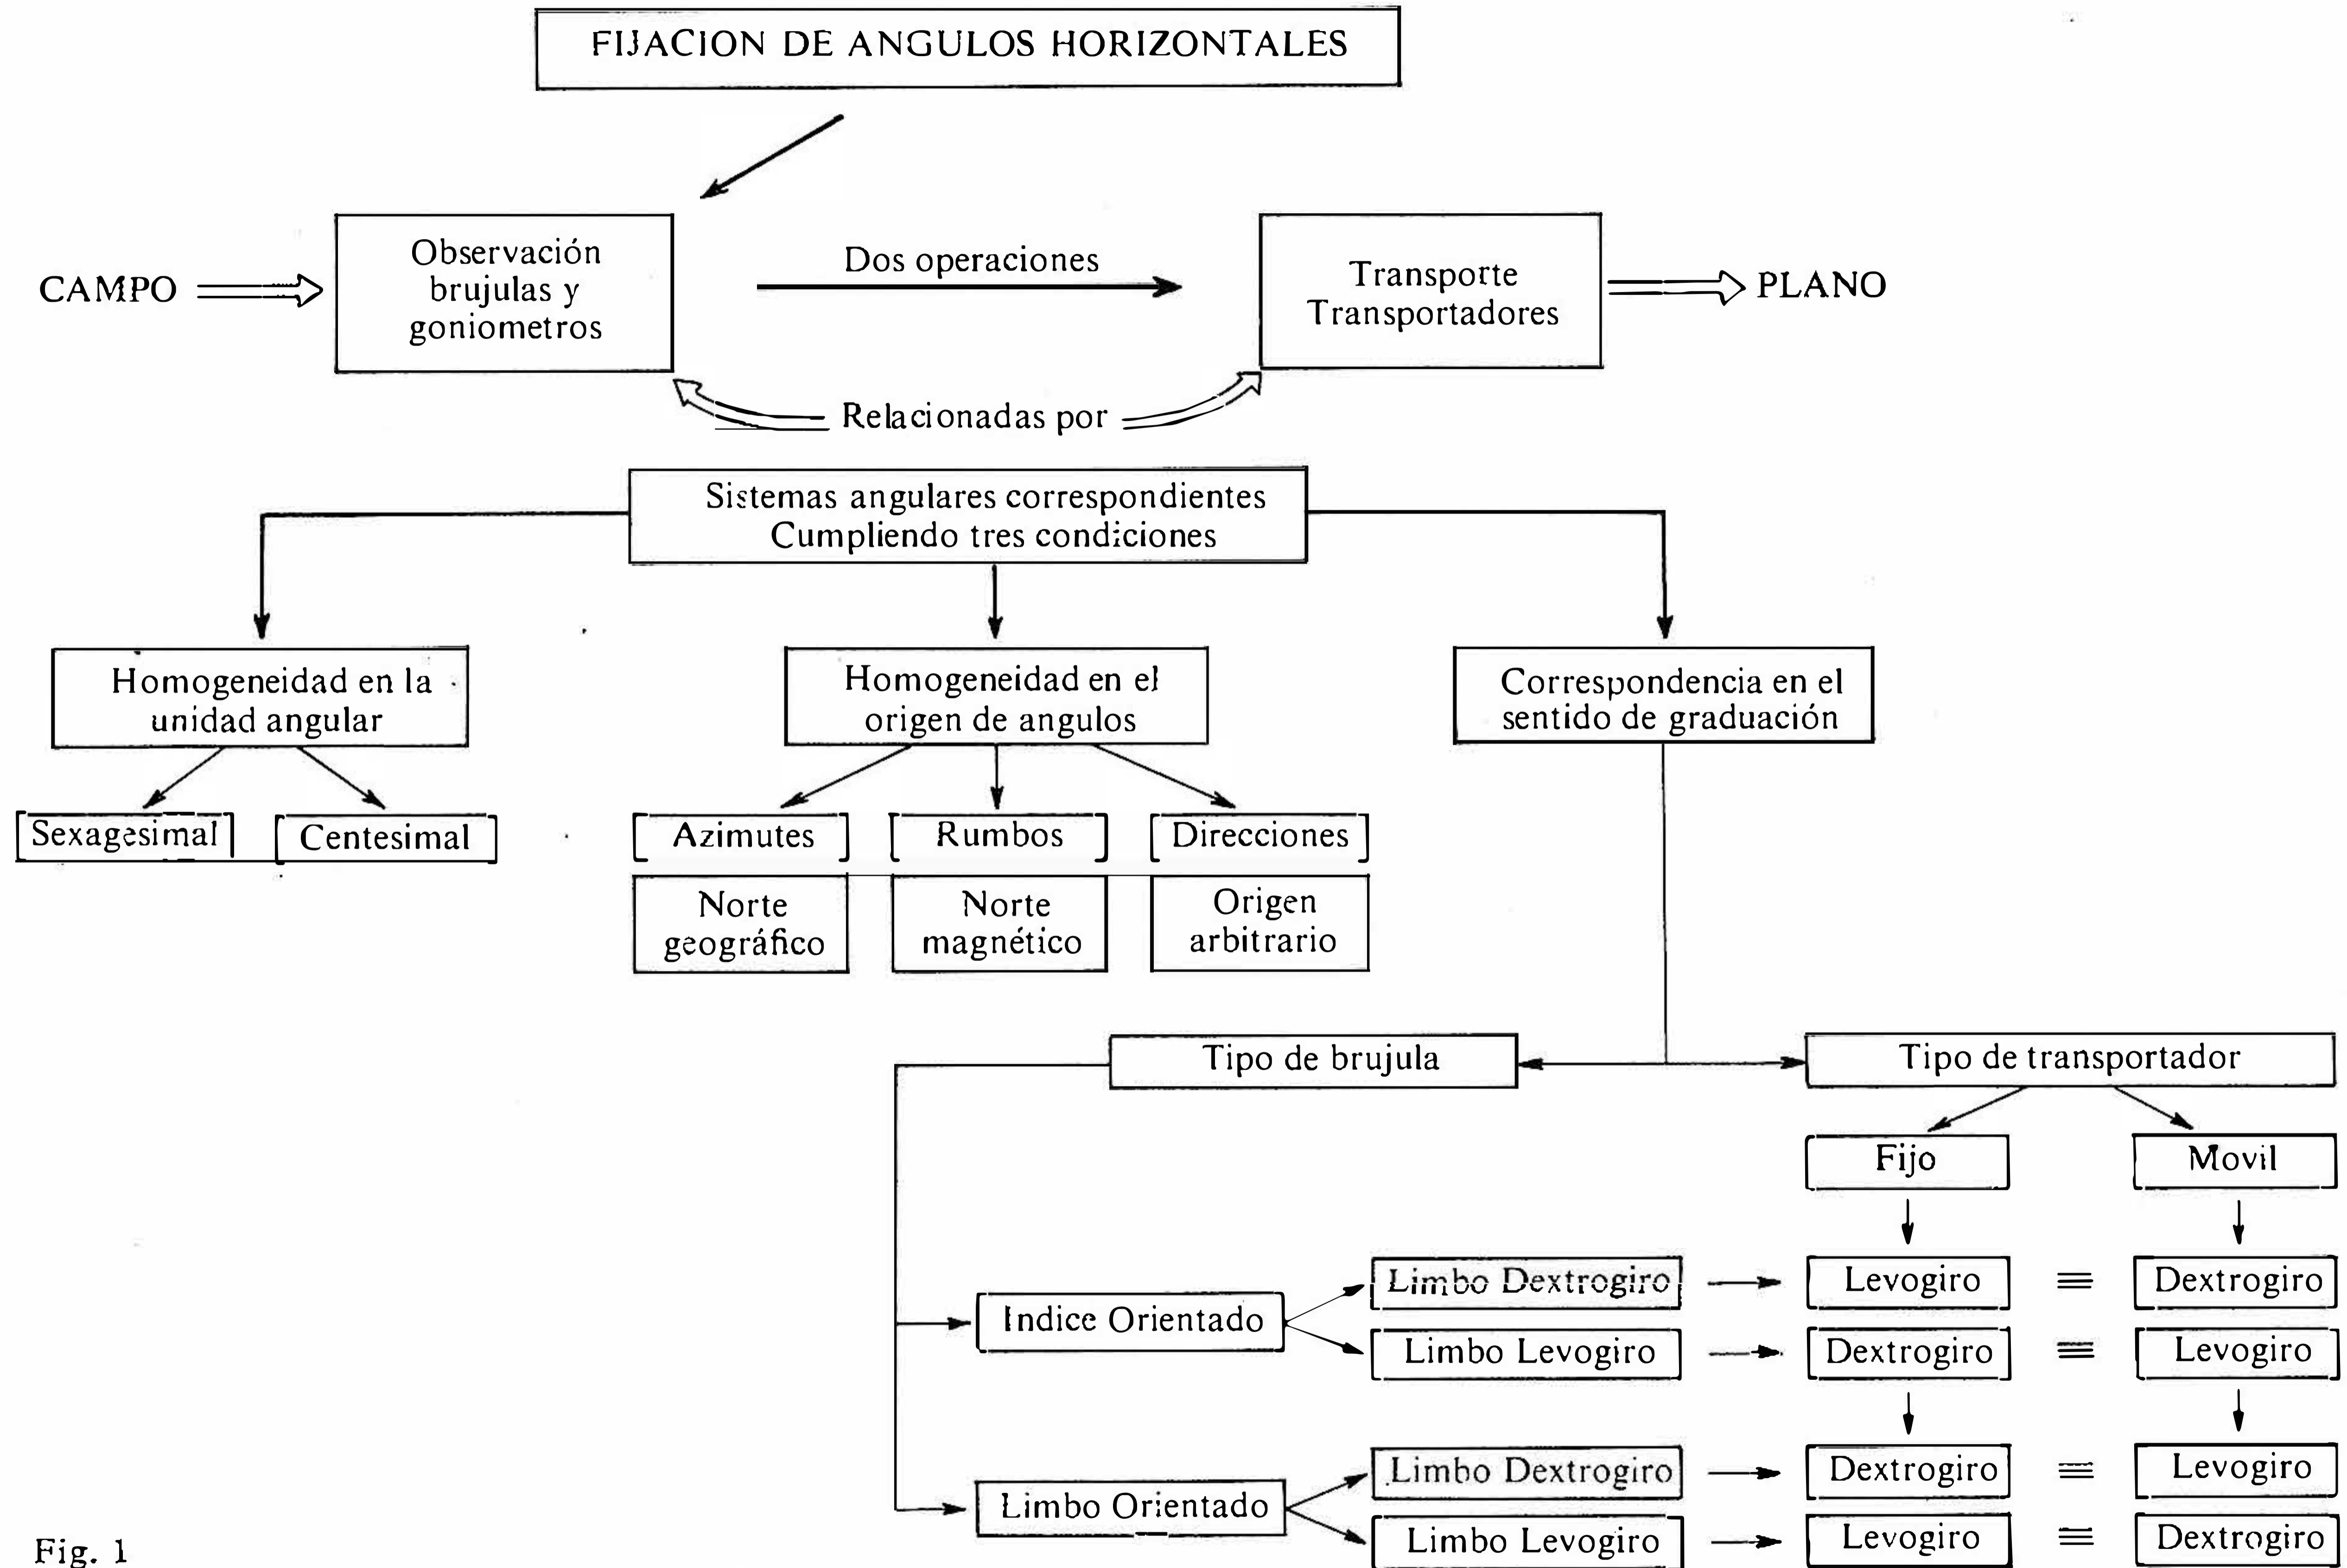 FIJACION DE ANGULOS HORIZONTALES
CAMPO
Observación
brujulas y
goniometros
Dos operaciones
Transporte
Transportadores
PLANO
Relacionadas por
Sistemas angulares correspondientes
Cumpliendo tres condiciones
Homogeneidad en la
unidad angular
Homogeneidad en el
origen de angulos
Correspondencia en el
sentido de graduación
Sexagesimal
Centesimal
Azimutes
Rumbos
Direcciones
Norte
geográfico
Norte
magnético
Origen
arbitrario
Tipo de brujula
Tipo de transportador
Fijo
Movil
Indice Orientado
Limbo Dextrogiro
Levogiro
≡
Dextrogiro
Limbo Levogiro
Dextrogiro
≡
Levogiro
Limbo Orientado
Limbo Dextrogiro
Dextrogiro
≡
Levogiro
Limbo Levogiro
Levogiro
≡
Dextrogiro
Fig. 1